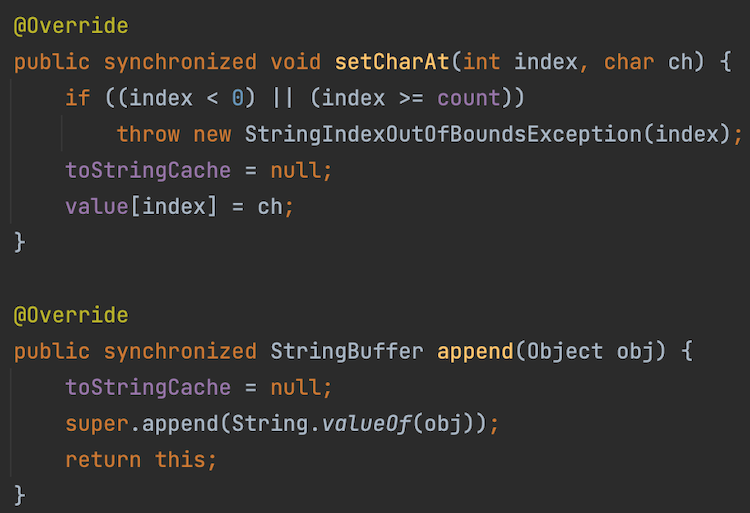 @Override
public synchronized void setCharAt(int index, char ch) {
    if ((index < 0) || (index >= count))
        throw new StringIndexOutOfBoundsException(index);
    toStringCache = null;
    value[index] = ch;
}

@Override
public synchronized StringBuffer append(Object obj) {
    toStringCache = null;
    super.append(String.valueOf(obj));
    return this;
}